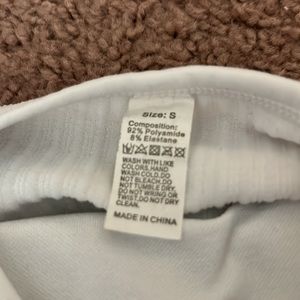 Size: S
Composition:
92% Polyamide
8% Elastane
WASH WITH LIKE
COLORS.HAND
WASH COLD.DO
NOT BLEACH.DO
NOT TUMBLE DRY.
DO NOT WRING OR
TWIST.DO NOT DRY
CLEAN.
MADE IN CHINA